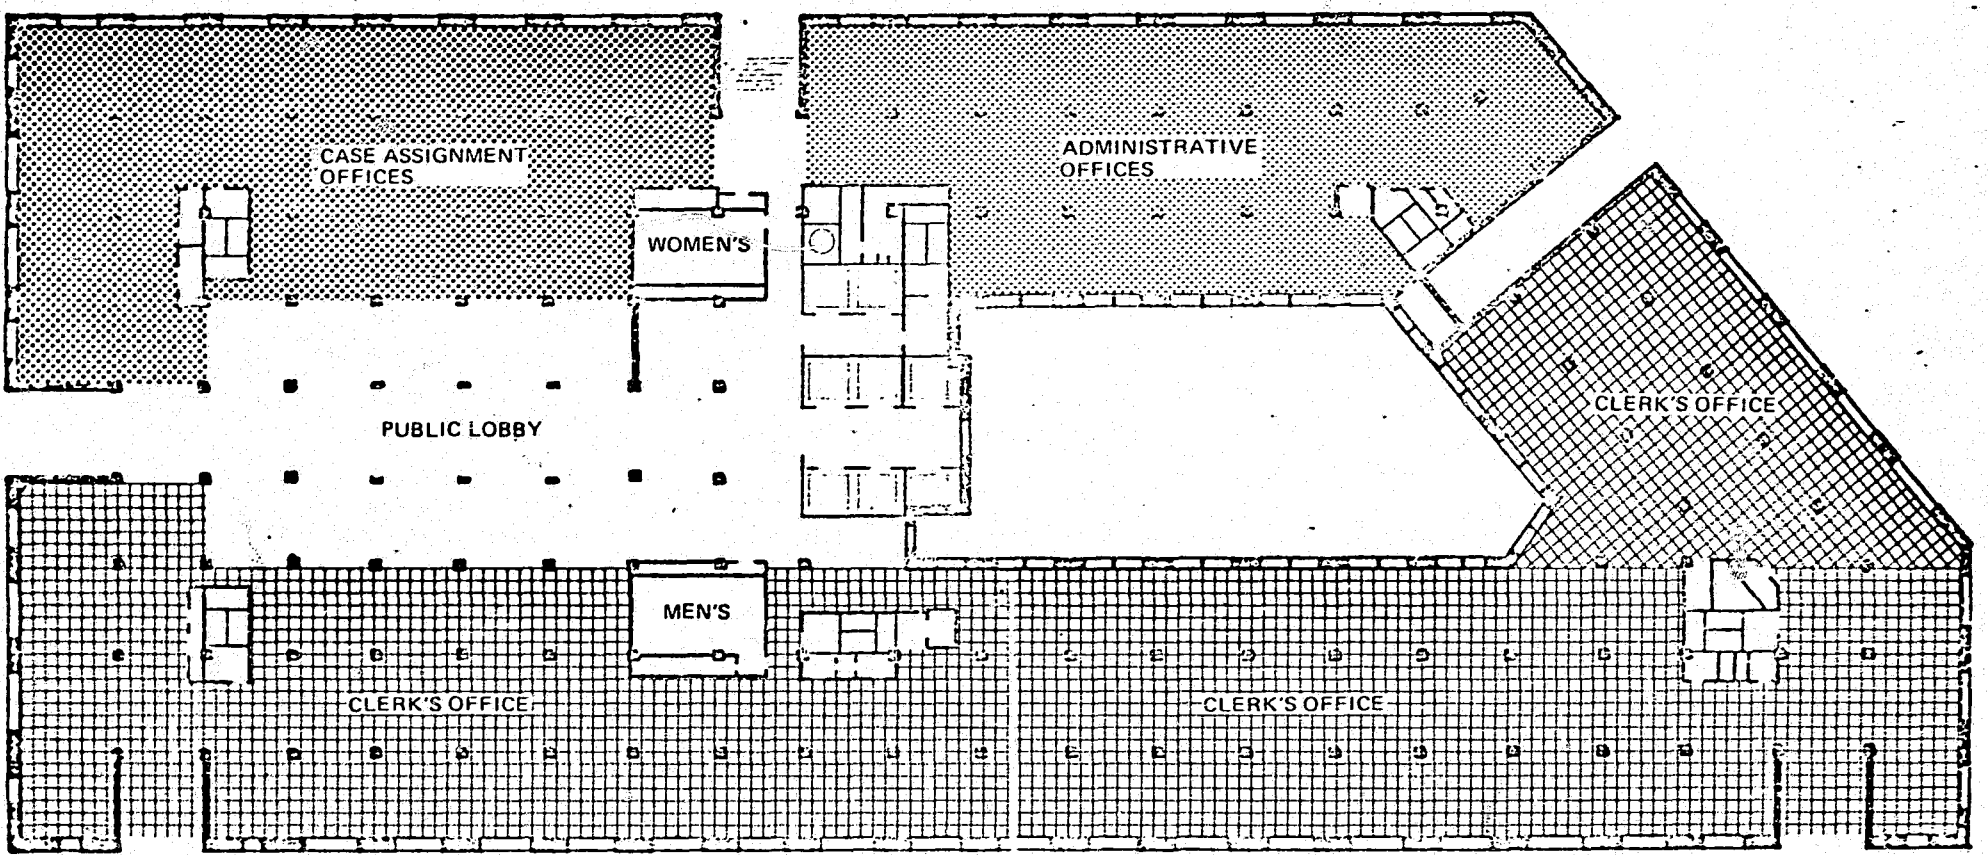 CASE ASSIGNMENT
OFFICES
ADMINISTRATIVE
OFFICES
WOMEN'S
CLERK'S OFFICE
PUBLIC LOBBY
MEN'S
CLERK'S OFFICE
CLERK'S OFFICE